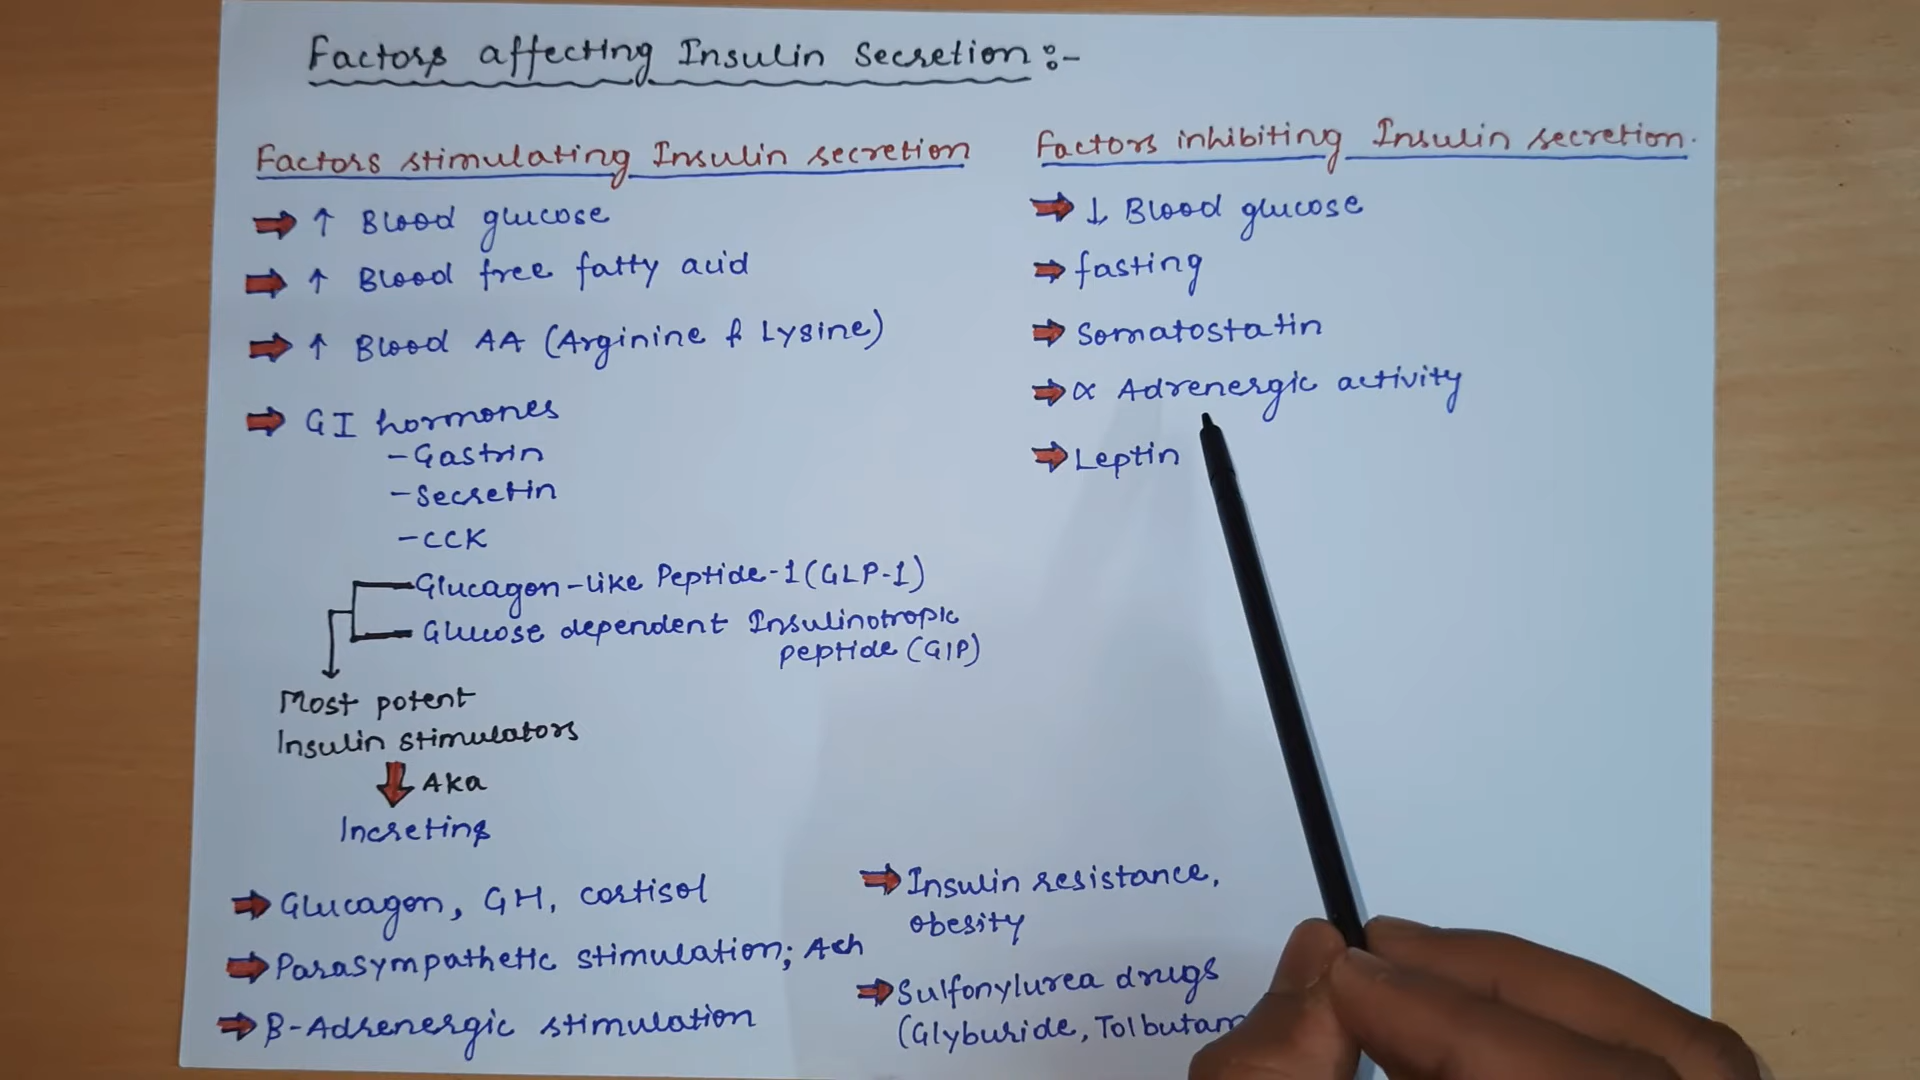 Factors affecting Insulin secretion :-
Factors stimulating Insulin secretion
⇒ ↑ Blood glucose
⇒ ↑ Blood free fatty acid
⇒ ↑ Blood AA (Arginine & Lysine)
⇒ GI hormones
- Gastrin
- Secretin
- CCK
Glucagon-like Peptide-1 (GLP-1)
Glucose dependent Insulinotropic
peptide (GIP)
Most potent
Insulin stimulators
⇓ Aka
Incretins
⇒ Glucagon, GH, cortisol
⇒ Parasympathetic stimulation; Ach
⇒ β-Adrenergic stimulation
⇒ Insulin resistance,
obesity
⇒ Sulfonylurea drugs
(Glyburide, Tolbutam
Factors inhibiting Insulin secretion.
⇒ ↓ Blood glucose
⇒ fasting
⇒ Somatostatin
⇒ α Adrenergic activity
⇒ Leptin